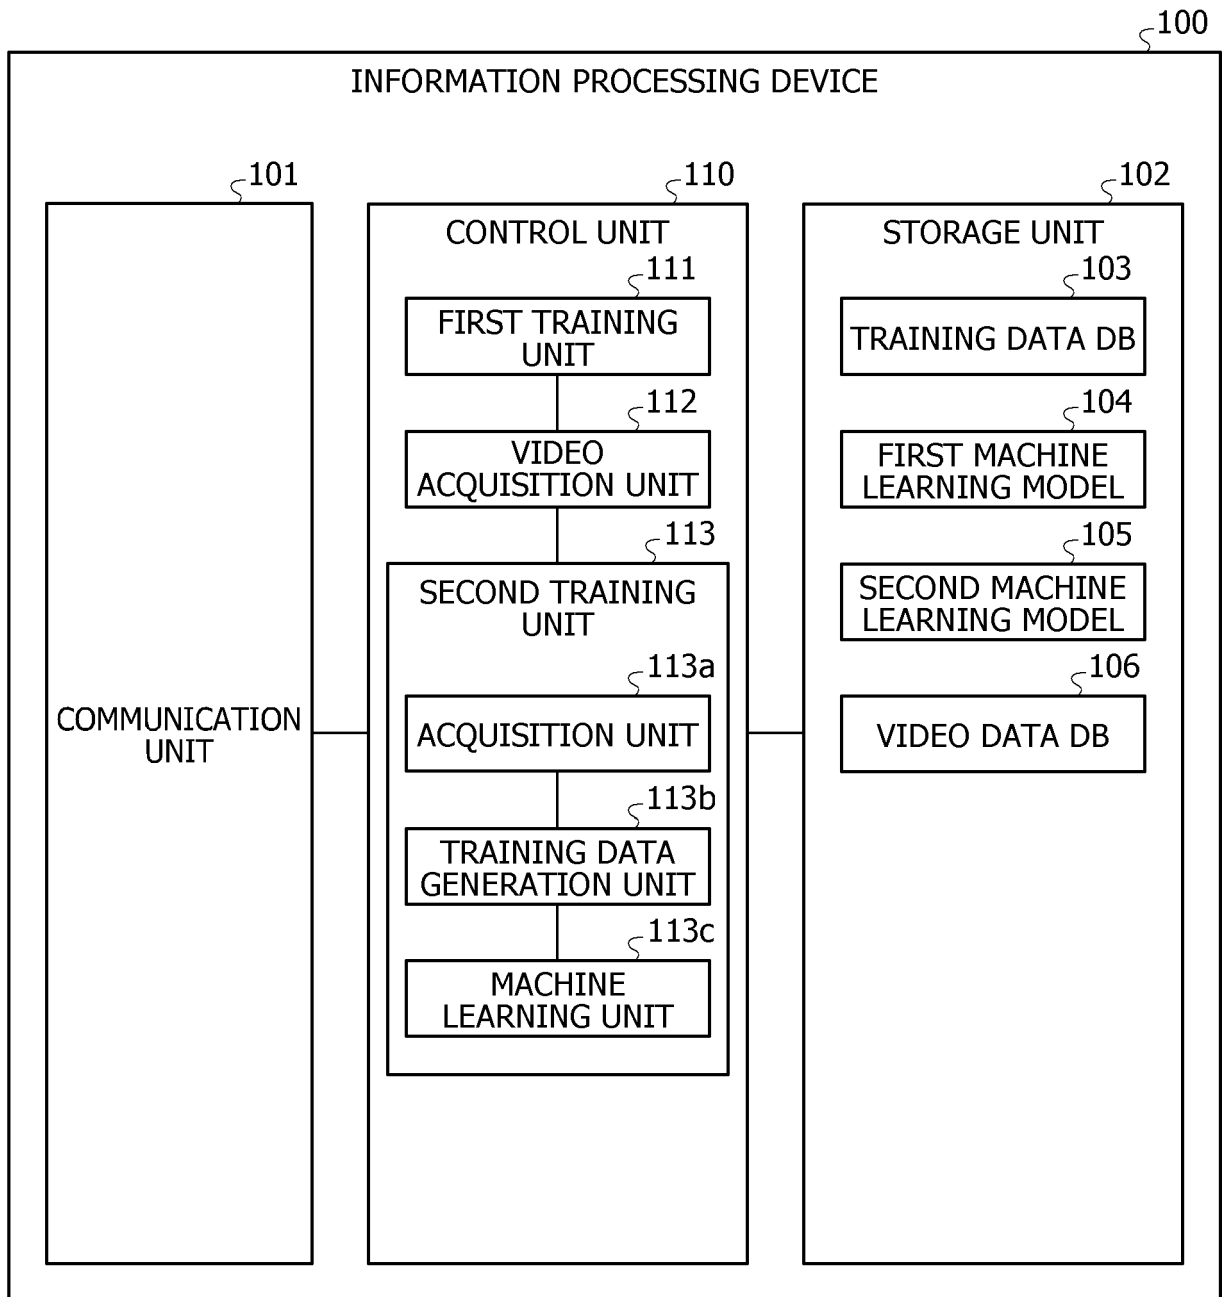 100
INFORMATION PROCESSING DEVICE
101
COMMUNICATION
UNIT
110
CONTROL UNIT
111
FIRST TRAINING
UNIT
112
VIDEO
ACQUISITION UNIT
113
SECOND TRAINING
UNIT
113a
ACQUISITION UNIT
113b
TRAINING DATA
GENERATION UNIT
113c
MACHINE
LEARNING UNIT
102
STORAGE UNIT
103
TRAINING DATA DB
104
FIRST MACHINE
LEARNING MODEL
105
SECOND MACHINE
LEARNING MODEL
106
VIDEO DATA DB